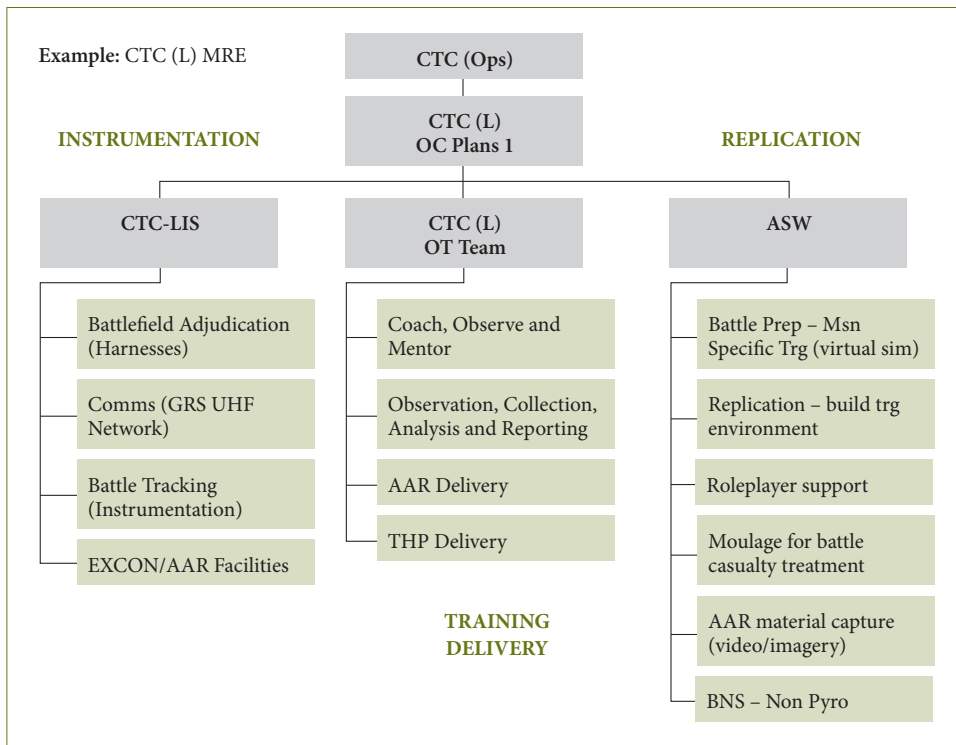 Example: CTC (L) MRE
CTC (Ops)
CTC (L)
OC Plans 1
INSTRUMENTATION
REPLICATION
CTC-LIS
Battlefield Adjudication
(Harnesses)
Comms (GRS UHF
Network)
Battle Tracking
(Instrumentation)
EXCON/AAR Facilities
CTC (L)
OT Team
Coach, Observe and
Mentor
Observation, Collection,
Analysis and Reporting
AAR Delivery
THP Delivery
TRAINING
DELIVERY
ASW
Battle Prep – Msn
Specific Trg (virtual sim)
Replication – build trg
environment
Roleplayer support
Moulage for battle
casualty treatment
AAR material capture
(video/imagery)
BNS – Non Pyro